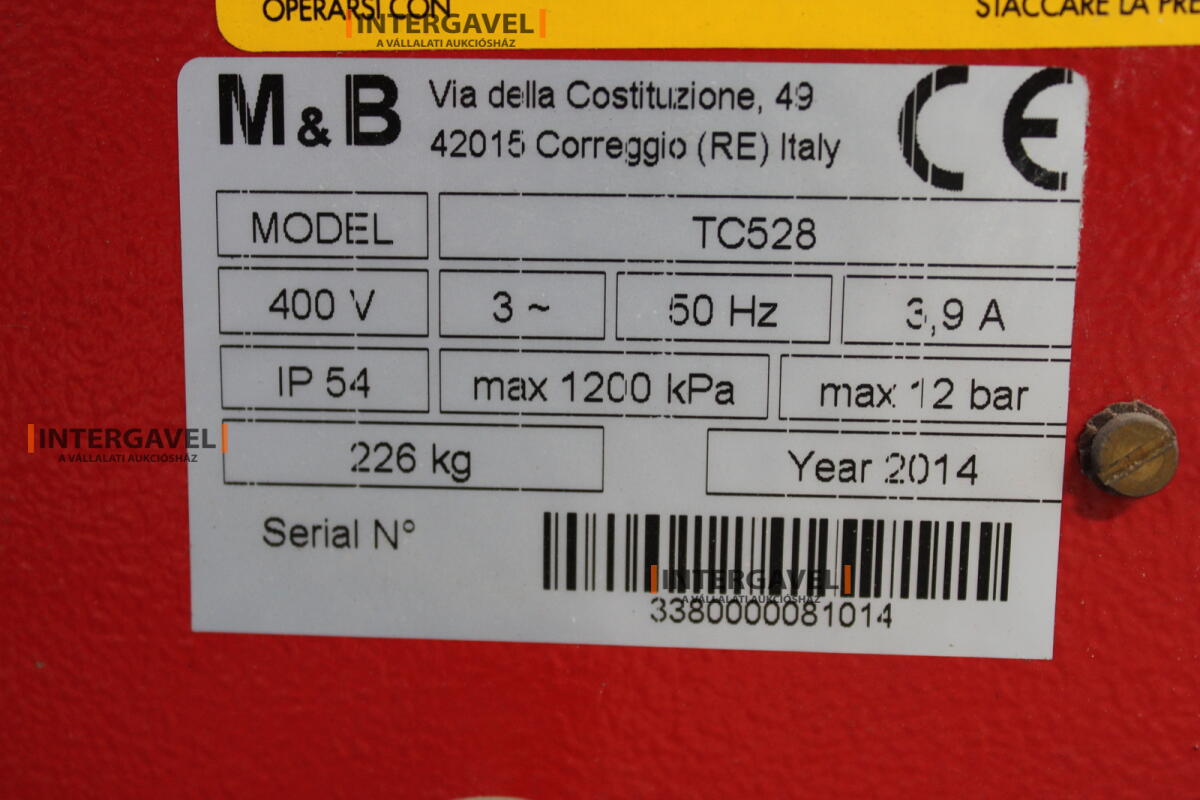 OPERARSI CON
STACCARE LA PRE
INTERGAVEL
A VÁLLALATI AUKCIÓSHÁZ
M&B
Via della Costituzione, 49
42015 Correggio (RE) Italy
CE
MODEL TC528
400 V 3 ~ 50 Hz 3,9 A
IP 54 max 1200 kPa max 12 bar
INTERGAVEL
A VÁLLALATI AUKCIÓSHÁZ
226 kg Year 2014
Serial N°
INTERGAVEL
A VÁLLALATI AUKCIÓSHÁZ
3380000081014